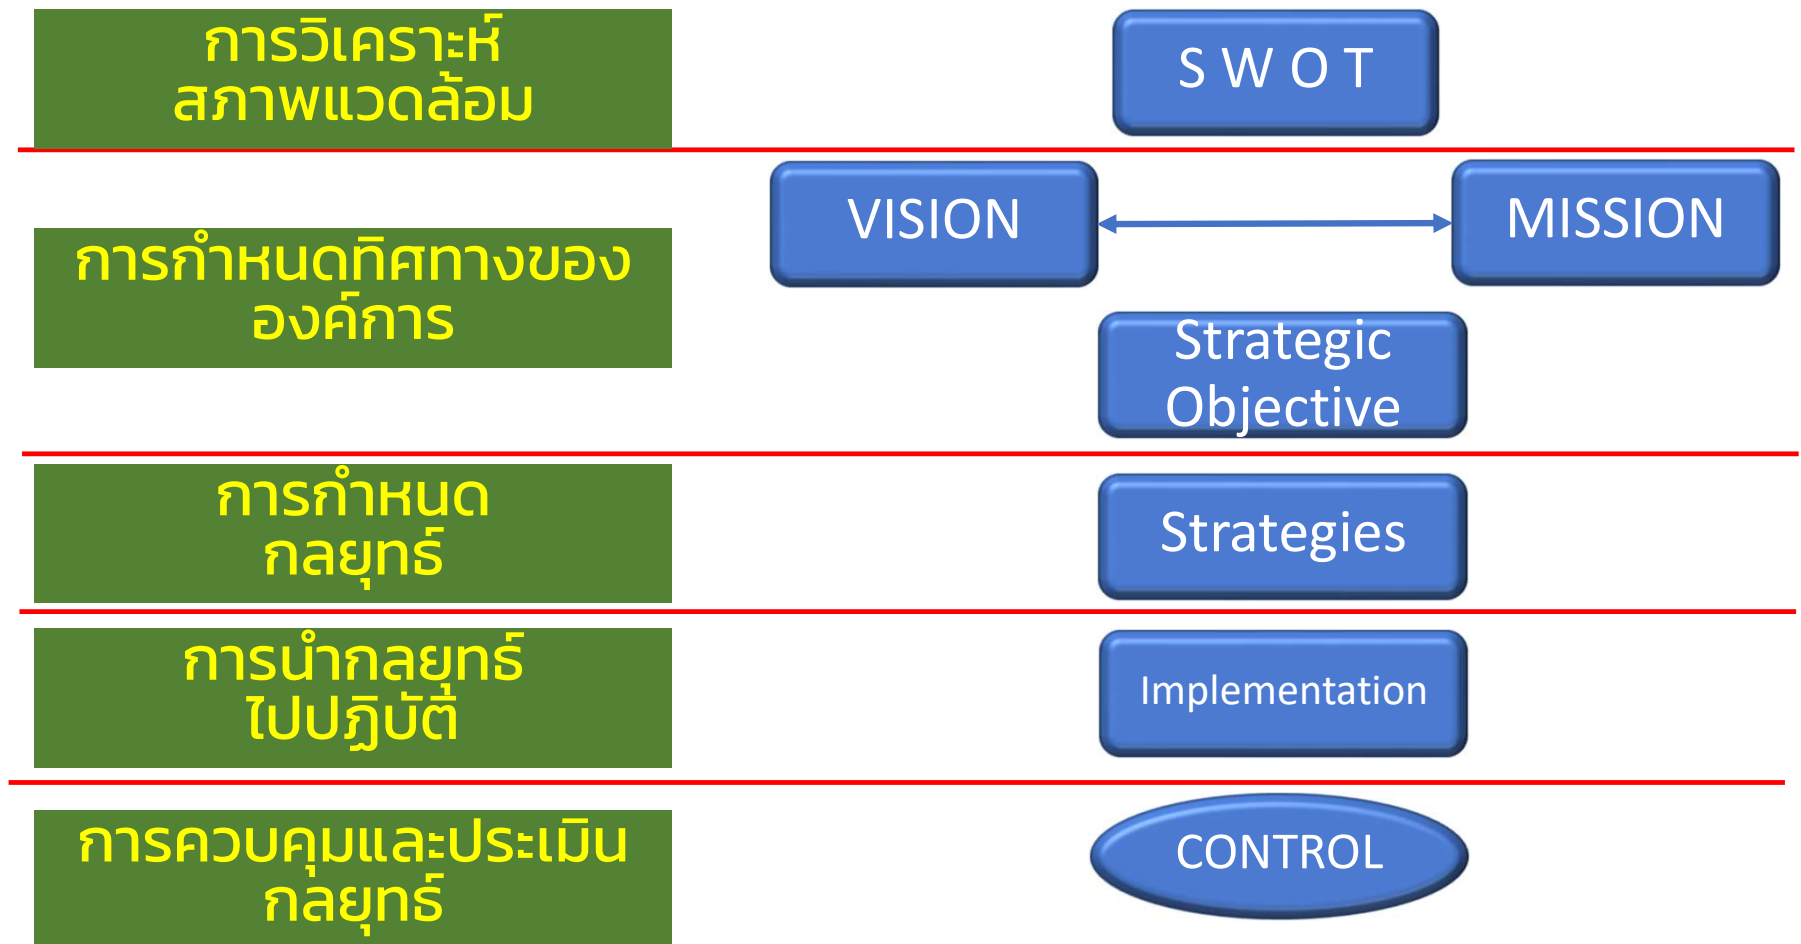 การวิเคราะห์
สภาพแวดล้อม
S W O T
VISION
MISSION
การกำหนดทิศทางของ
องค์การ
Strategic
Objective
การกำหนด
กลยุทธ์
Strategies
การนำกลยุทธ์
ไปปฏิบัติ
Implementation
การควบคุมและประเมิน
กลยุทธ์
CONTROL